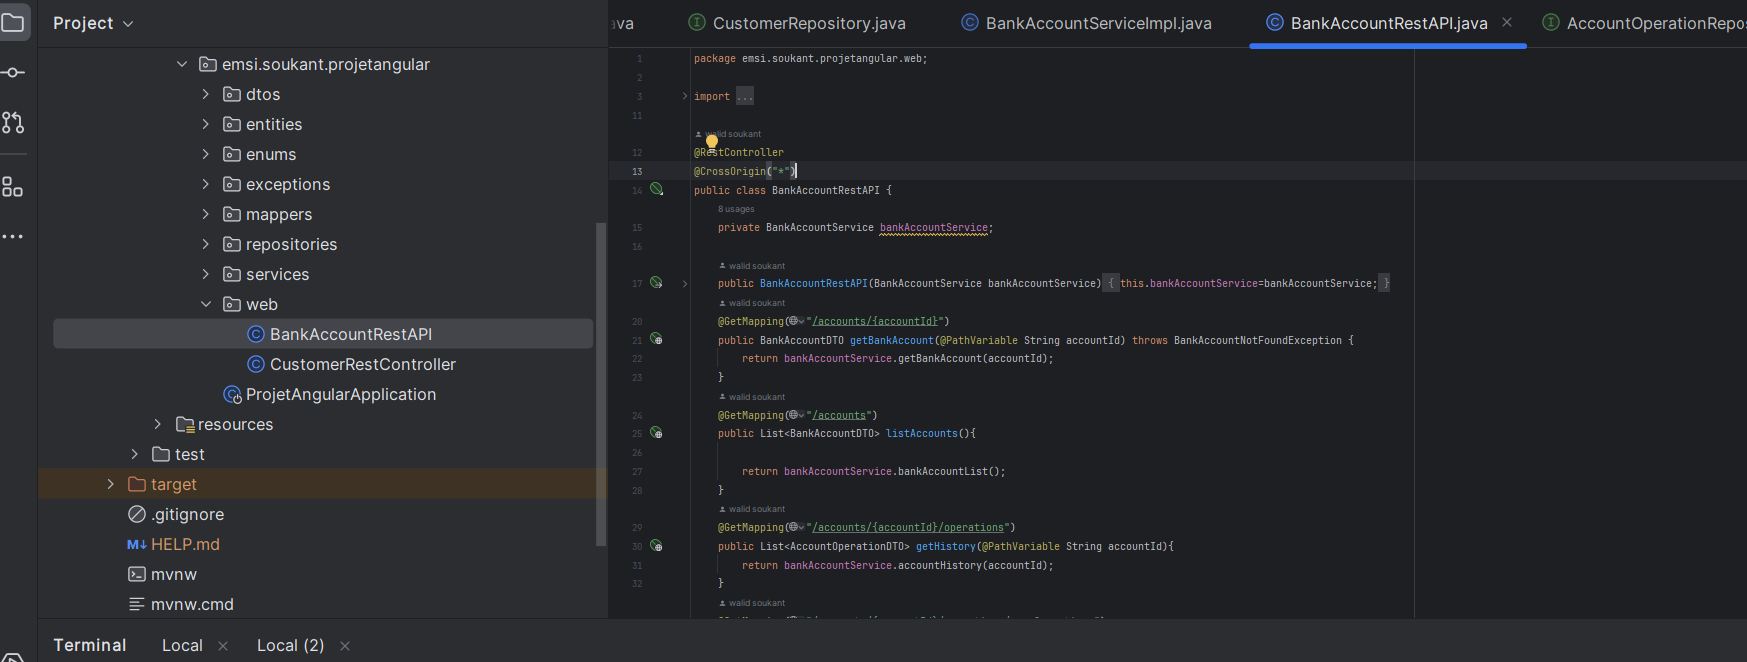 Project
emsi.soukant.projetangular
dtos
entities
enums
exceptions
mappers
repositories
services
web
BankAccountRestAPI
CustomerRestController
ProjetAngularApplication
resources
test
target
.gitignore
HELP.md
mvnw
mvnw.cmd
ava
CustomerRepository.java
BankAccountServiceImpl.java
BankAccountRestAPI.java
AccountOperationRepo
1 package emsi.soukant.projetangular.web;
2
3 import ...
11
walid soukant
12 @RestController
13 @CrossOrigin("*")
14 public class BankAccountRestAPI {
8 usages
15 private BankAccountService bankAccountService;
16
walid soukant
17 public BankAccountRestAPI(BankAccountService bankAccountService) { this.bankAccountService=bankAccountService; }
walid soukant
20 @GetMapping("/accounts/{accountId}")
21 public BankAccountDTO getBankAccount(@PathVariable String accountId) throws BankAccountNotFoundException {
22 return bankAccountService.getBankAccount(accountId);
23 }
walid soukant
24 @GetMapping("/accounts")
25 public List<BankAccountDTO> listAccounts(){
26
27 return bankAccountService.bankAccountList();
28 }
walid soukant
29 @GetMapping("/accounts/{accountId}/operations")
30 public List<AccountOperationDTO> getHistory(@PathVariable String accountId){
31 return bankAccountService.accountHistory(accountId);
32 }
walid soukant
Terminal
Local
Local (2)